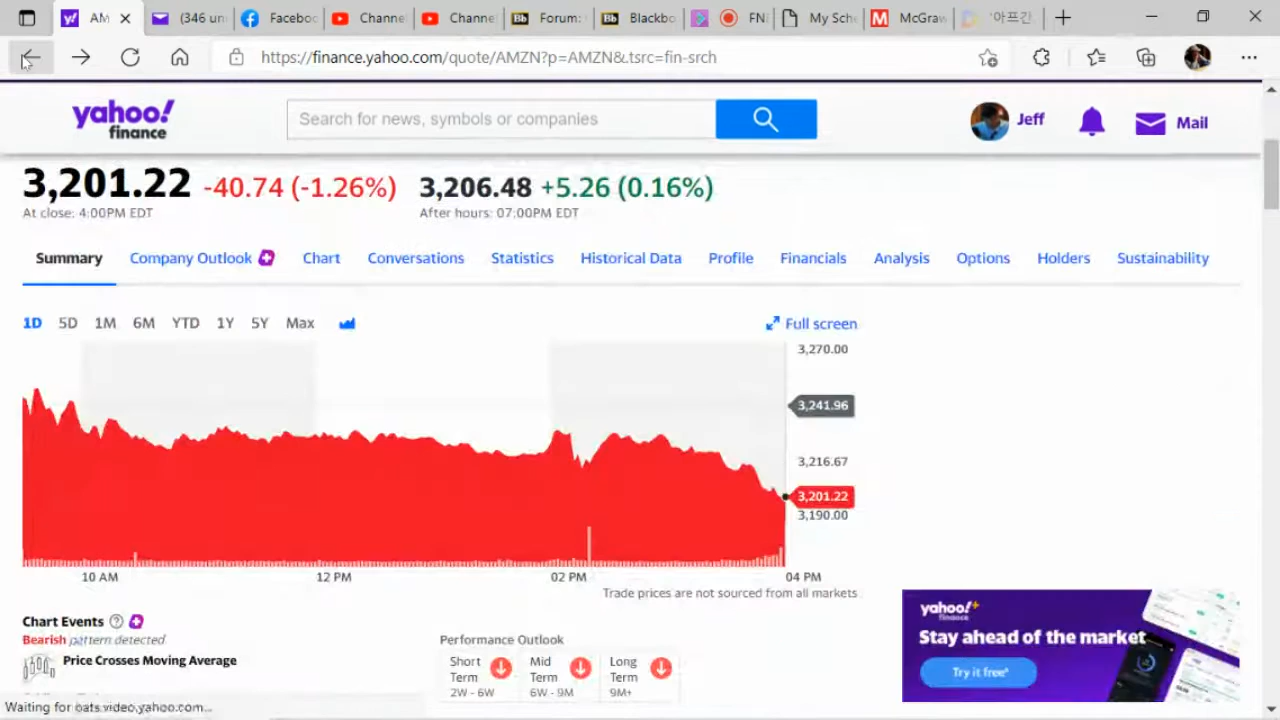 AM
(346 un
Faceboo
Channe
Channe
Forum:
Blackbo
FN
My Sche
McGraw
'아프간
https://finance.yahoo.com/quote/AMZN?p=AMZN&.tsrc=fin-srch
yahoo!
finance
Search for news, symbols or companies
Jeff
Mail
3,201.22 -40.74 (-1.26%) 3,206.48 +5.26 (0.16%)
At close: 4:00PM EDT After hours: 07:00PM EDT
Summary Company Outlook Chart Conversations Statistics Historical Data Profile Financials Analysis Options Holders Sustainability
1D 5D 1M 6M YTD 1Y 5Y Max Full screen
3,270.00
3,241.96
3,216.67
3,201.22
3,190.00
10 AM 12 PM 02 PM 04 PM
Trade prices are not sourced from all markets
Chart Events
Bearish pattern detected
Price Crosses Moving Average
Performance Outlook
Short Term 2W - 6W
Mid Term 6W - 9M
Long Term 9M+
yahoo!+
finance
Stay ahead of the market
Try it free*
Waiting for bats.video.yahoo.com...